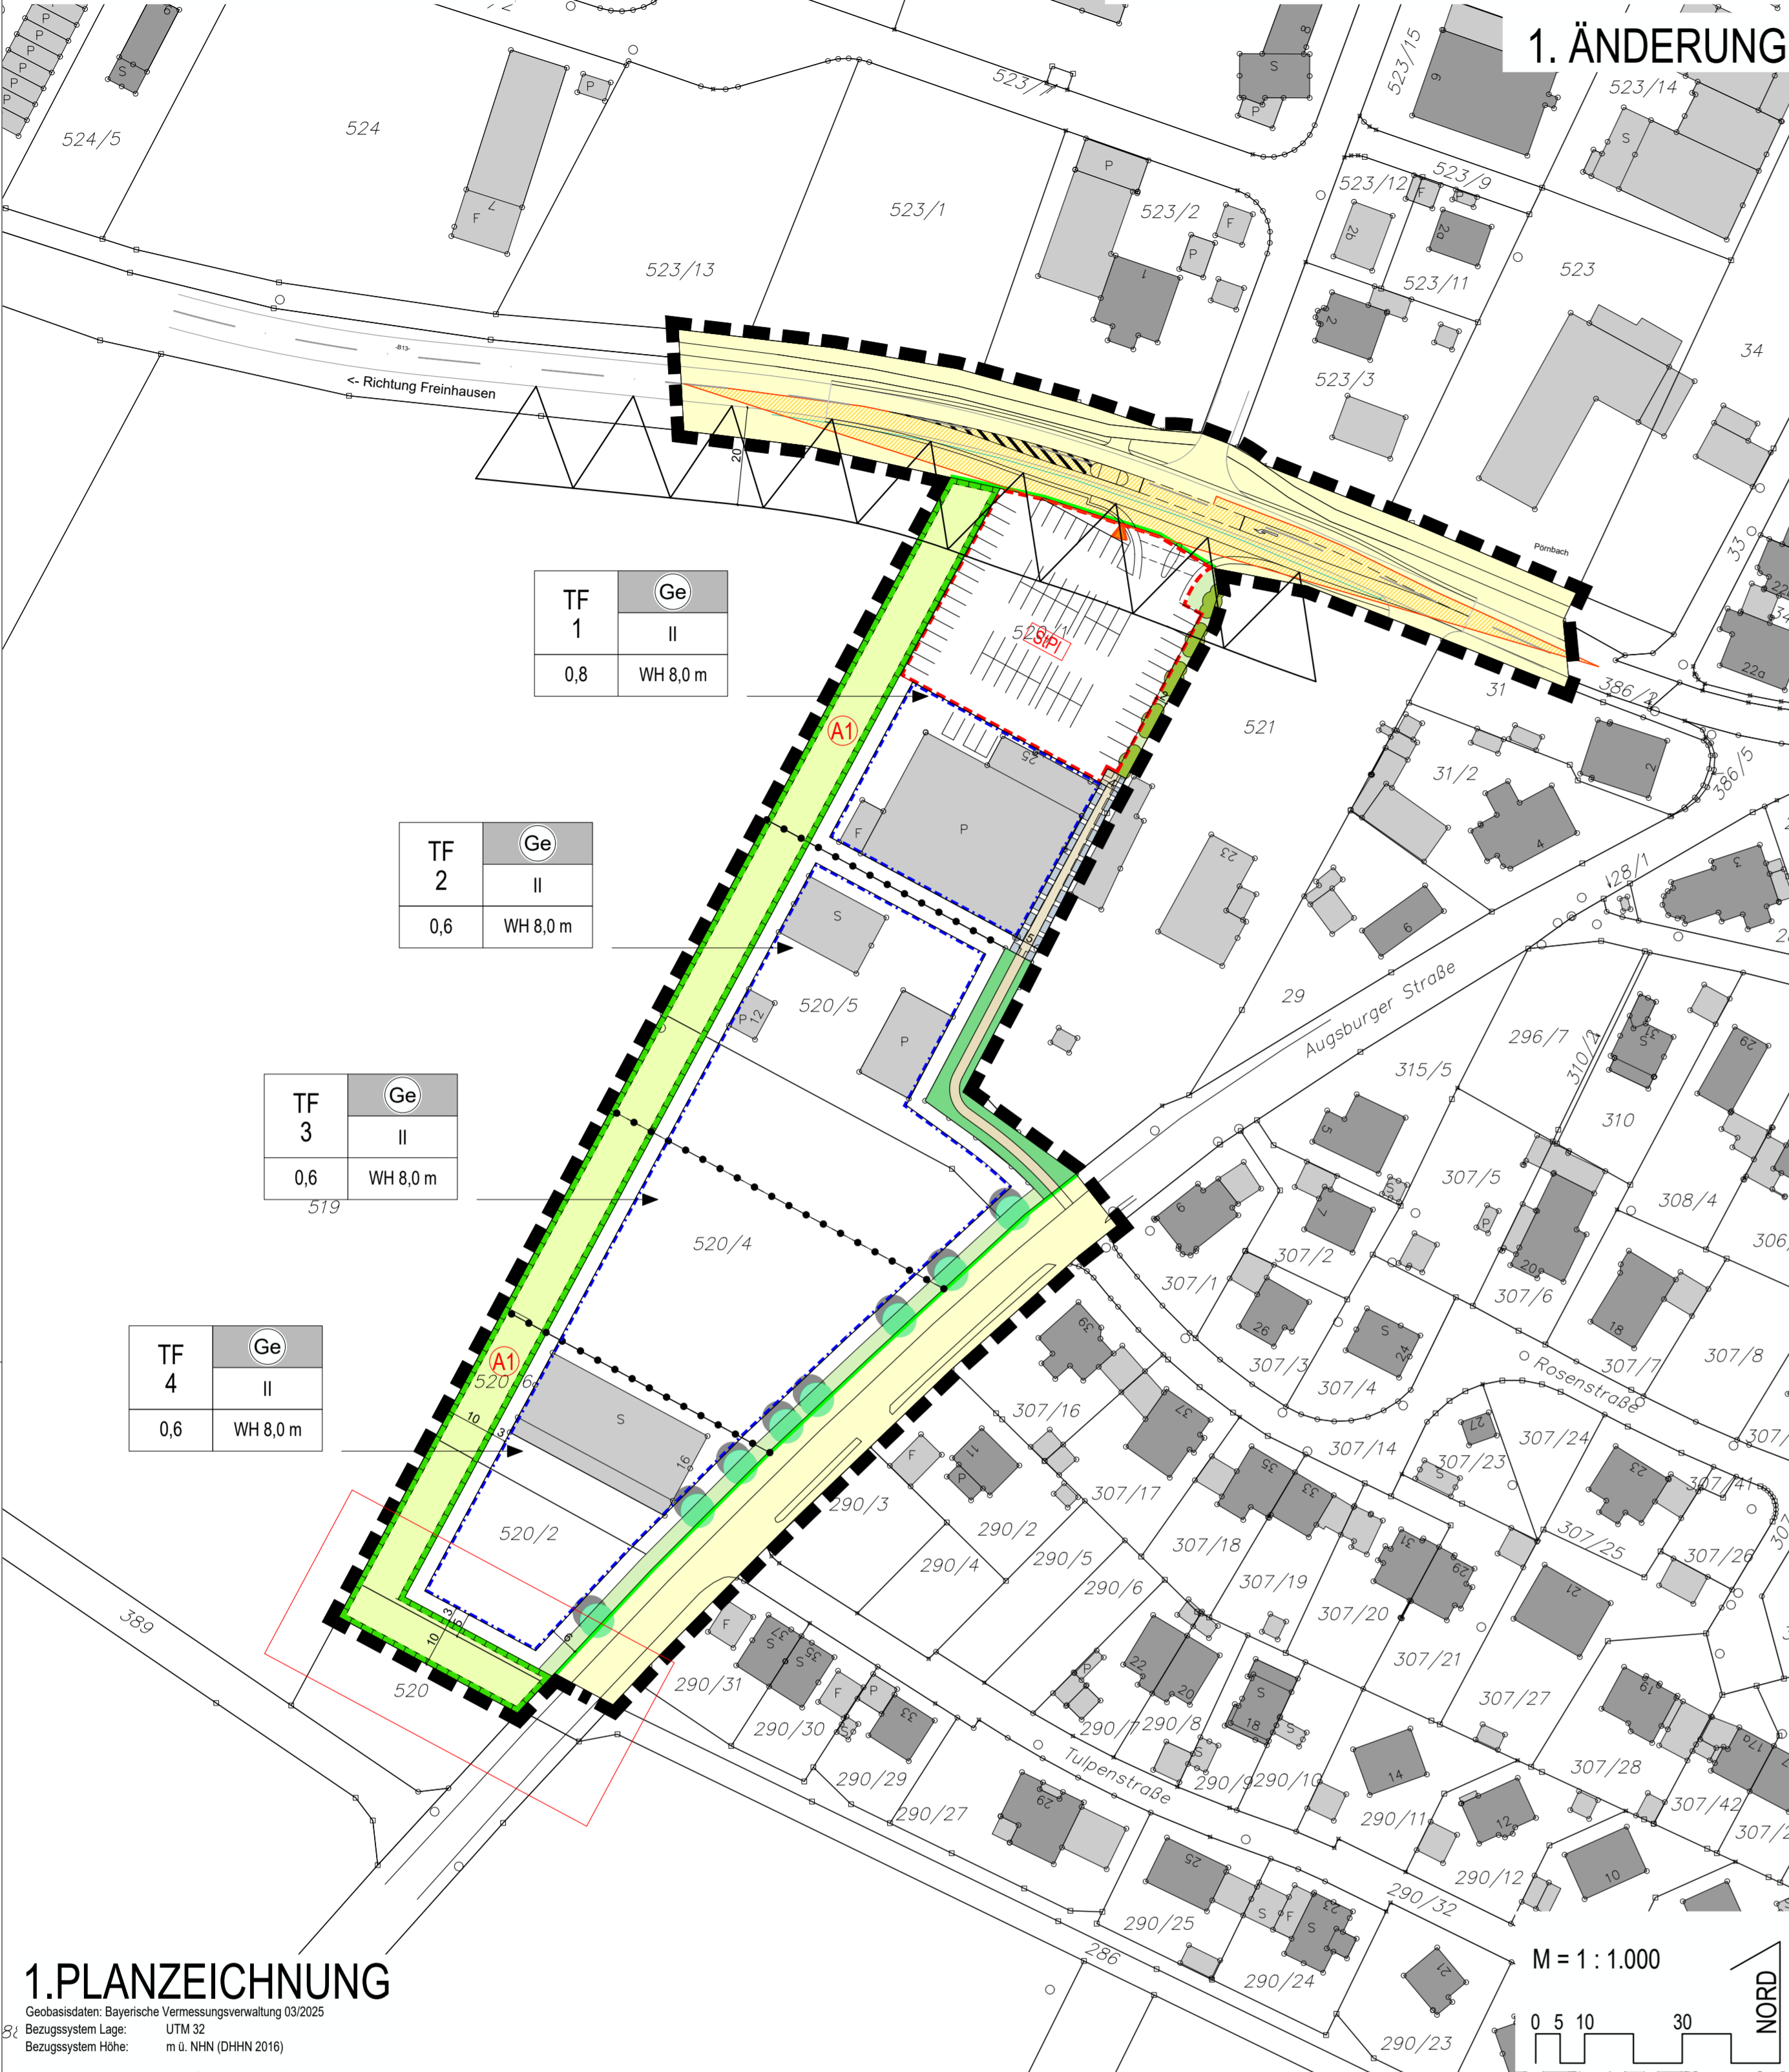 1. ÄNDERUNG
524/5
524
523/13
523/1
523/2
523/15
523/14
523/12
523/9
523/11
523/3
523
34
33
-B13-
<- Richtung Freinhausen
20
Pörnbach
TF
1
Ge
II
0,8
WH 8,0 m
StPl
A1
TF
2
Ge
II
0,6
WH 8,0 m
TF
3
Ge
II
0,6
WH 8,0 m
519
TF
4
Ge
II
0,6
WH 8,0 m
A1
520/5
520/4
520/2
520
389
521
31
31/2
386/5
29
Augsburger Straße
315/5
296/7
310/2
310
307/5
308/4
307/1
307/2
307/3
307/4
307/6
307/7
307/8
Rosenstraße
307/14
307/16
307/17
307/18
307/19
307/20
307/21
307/23
307/24
307/25
307/26
307/27
307/28
307/41
307/42
290/2
290/3
290/4
290/5
290/6
290/7
290/8
290/9
290/10
290/11
290/12
290/31
290/30
290/29
290/27
Tulpenstraße
290/25
290/24
290/32
290/23
286
1.PLANZEICHNUNG
Geobasisdaten: Bayerische Vermessungsverwaltung 03/2025
Bezugssystem Lage: UTM 32
Bezugssystem Höhe: m ü. NHN (DHHN 2016)
M = 1 : 1.000
0 5 10 30
NORD